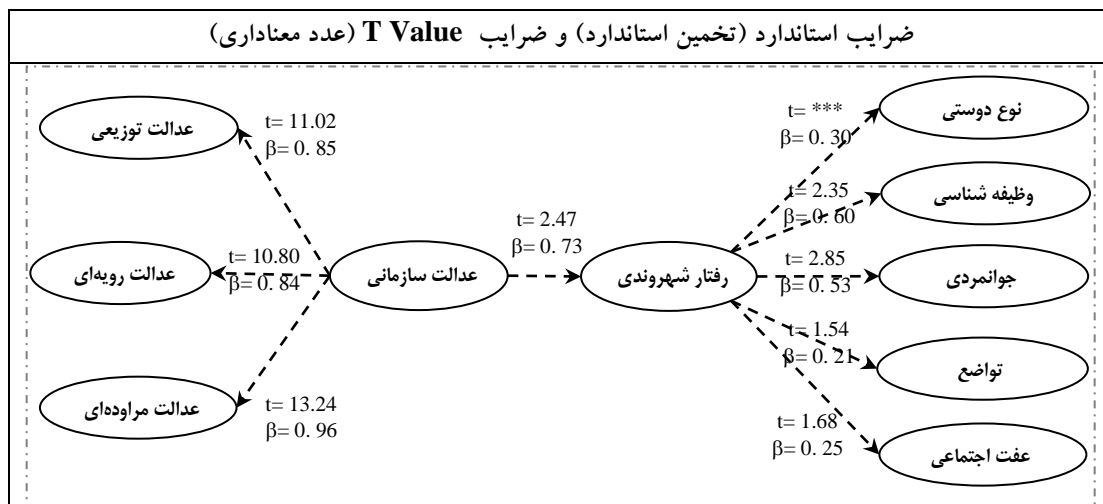 ضرایب استاندارد (تخمین استاندارد) و ضرایب T Value (عدد معناداری)
نوع دوستی
t= ***
β= 0. 30
عدالت توزیعی
t= 11.02
β= 0. 85
وظیفه شناسی
t= 2.35
β= 0. 60
t= 2.47
β= 0. 73
t= 10.80
β= 0. 84
جوانمردی
t= 2.85
β= 0. 53
رفتار شهروندی
عدالت سازمانی
عدالت رویه‌ای
t= 1.54
β= 0. 21
تواضع
عدالت مراوده‌ای
t= 13.24
β= 0. 96
t= 1.68
β= 0. 25
عفت اجتماعی